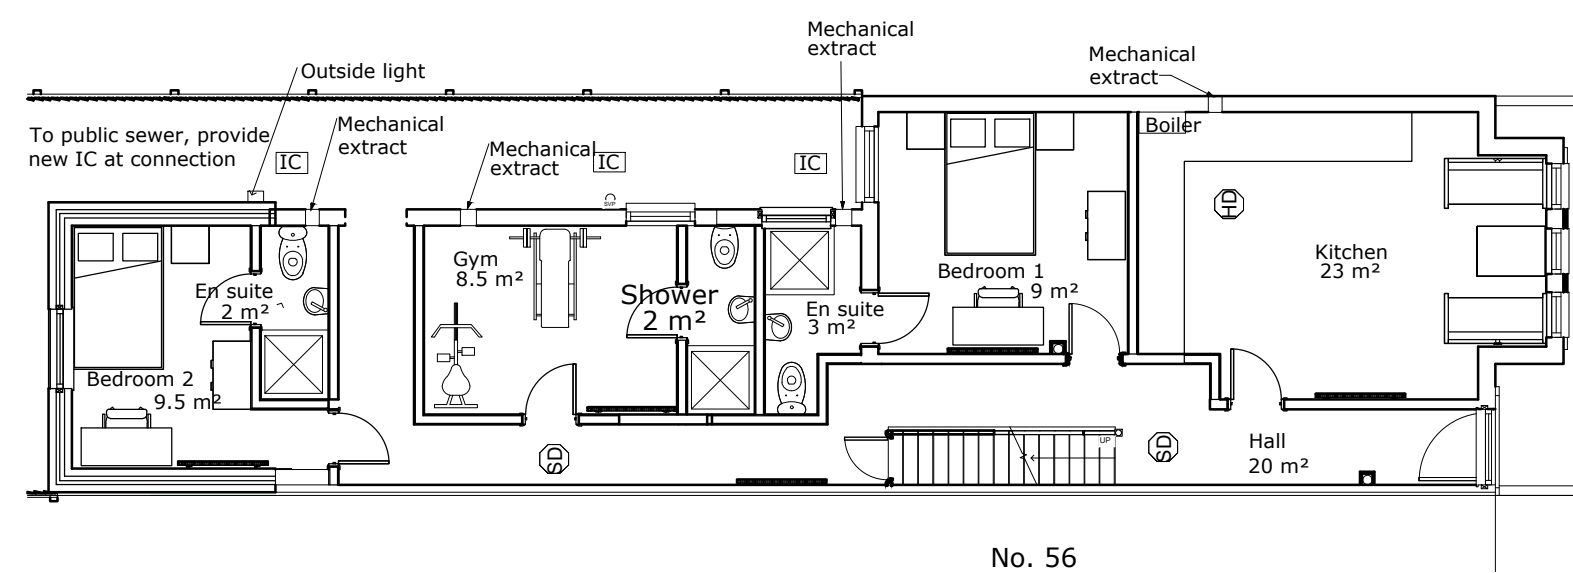 Mechanical
extract
Mechanical
extract
Outside light
To public sewer, provide
new IC at connection
Mechanical
extract
Mechanical
extract
IC
IC
IC
Boiler
SVP
HD
Gym
8.5 m²
Kitchen
23 m²
Bedroom 1
9 m²
En suite
2 m²
Shower
2 m²
En suite
3 m²
Bedroom 2
9.5 m²
UP
SD
SD
Hall
20 m²
No. 56